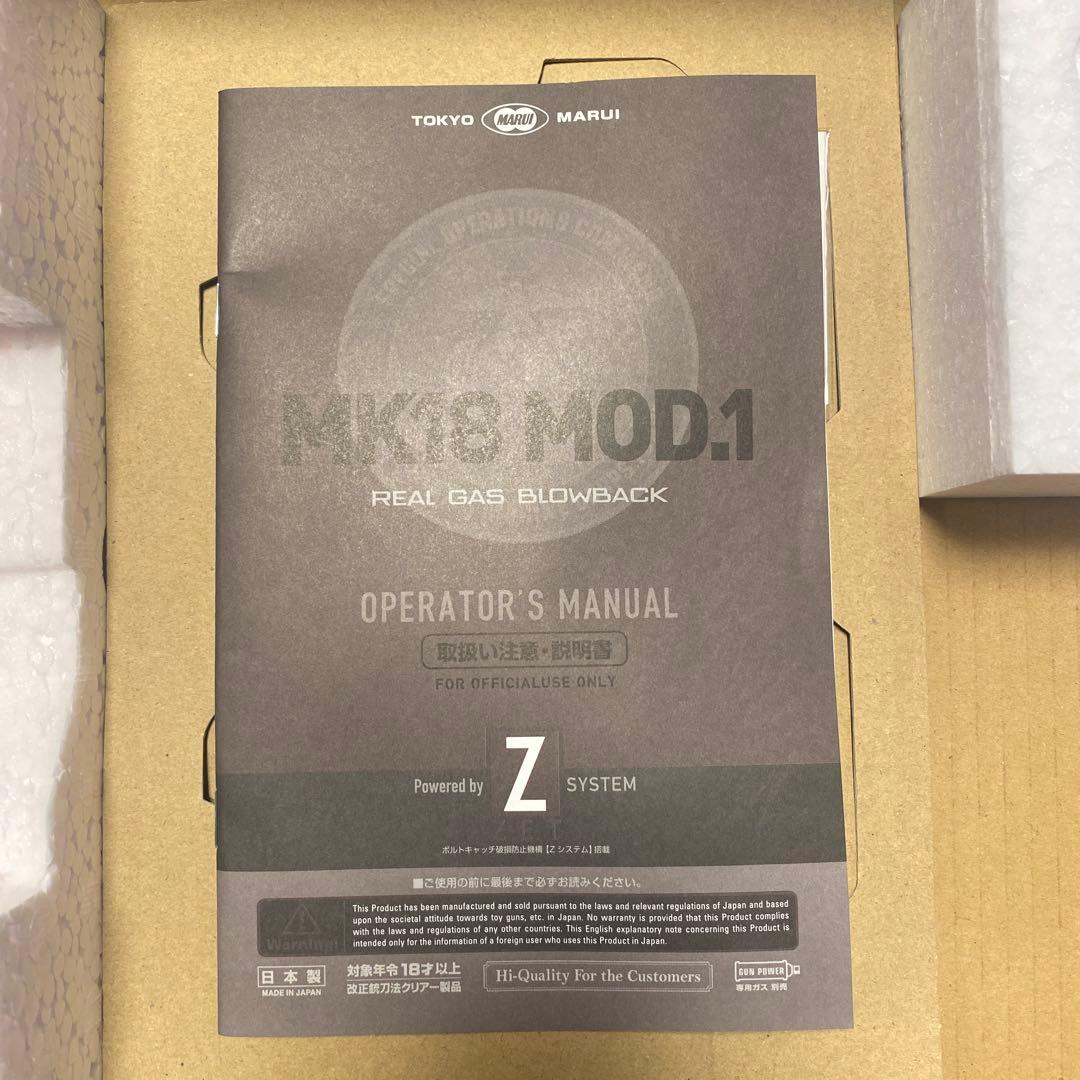 TOKYO MARUI MARUI
SPECIAL OPERATIONS COMMAND
MK18 MOD.1
REAL GAS BLOWBACK
OPERATOR'S MANUAL
取扱い注意・説明書
FOR OFFICIALUSE ONLY
Powered by Z SYSTEM
ZET
ボルトキャッチ破損防止機構【Z システム】搭載
■ご使用の前に最後まで必ずお読みください。
This Product has been manufactured and sold pursuant to the laws and relevant regulations of Japan and based
upon the societal attitude towards toy guns, etc. in Japan. No warranty is provided that this Product complies
with the laws and regulations of any other countries. This English explanatory note concerning this Product is
intended only for the information of a foreign user who uses this Product in Japan.
Warning!
日本製
MADE IN JAPAN
対象年令18才以上
改正銃刀法クリアー製品
Hi-Quality For the Customers
GUN POWER
専用ガス 別売